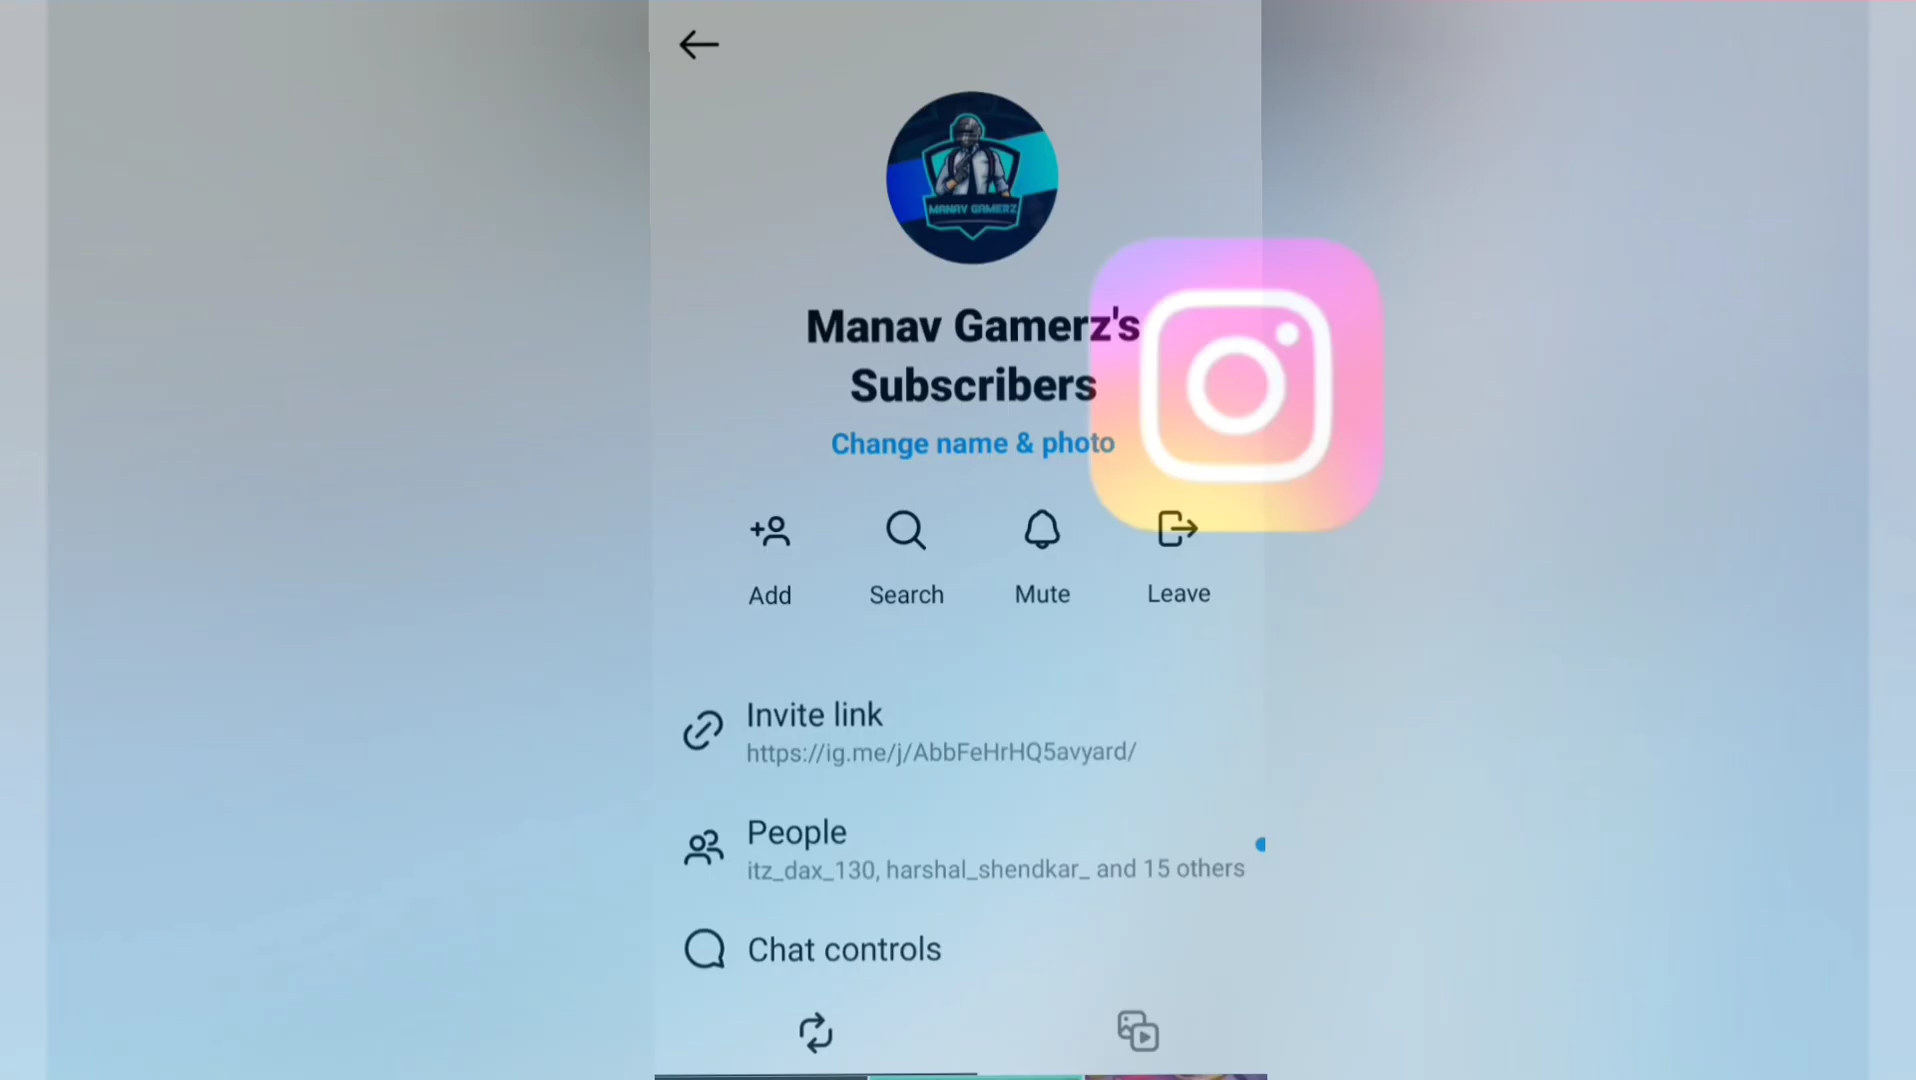 MANAV GAMERZ
Manav Gamerz's
Subscribers
Change name & photo
Add
Search
Mute
Leave
Invite link
https://ig.me/j/AbbFeHrHQ5avyard/
People
itz_dax_130, harshal_shendkar_ and 15 others
Chat controls